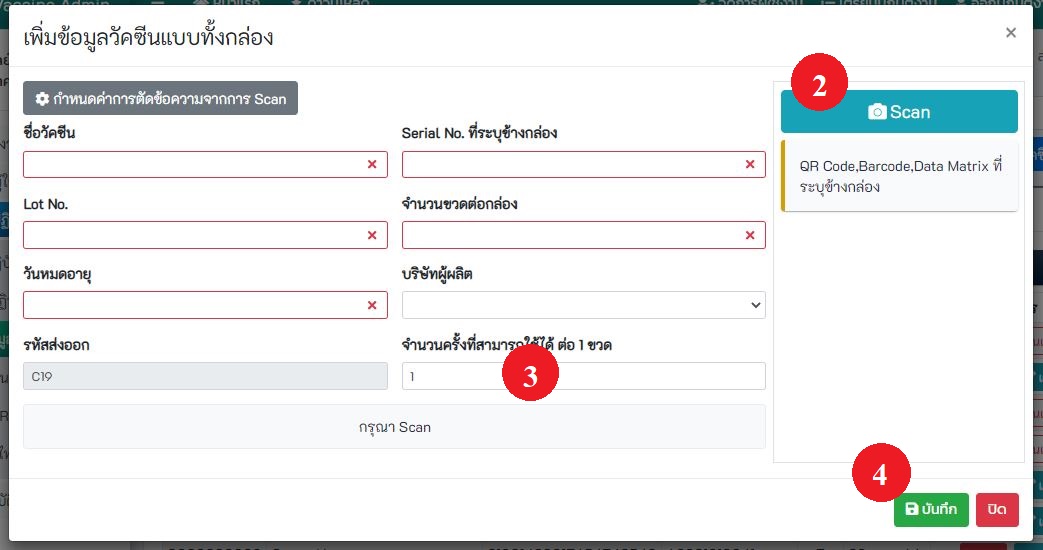 เพิ่มข้อมูลวัคซีนแบบทั้งกล่อง
×
กำหนดค่าการตัดข้อความจากการ Scan
2
Scan
ชื่อวัคซีน
Serial No. ที่ระบุข้างกล่อง
QR Code,Barcode,Data Matrix ที่
ระบุข้างกล่อง
Lot No.
จำนวนขวดต่อกล่อง
วันหมดอายุ
บริษัทผู้ผลิต
รหัสส่งออก
จำนวนครั้งที่สามารถใช้ได้ ต่อ 1 ขวด
C19
1
3
กรุณา Scan
4
บันทึก
ปิด